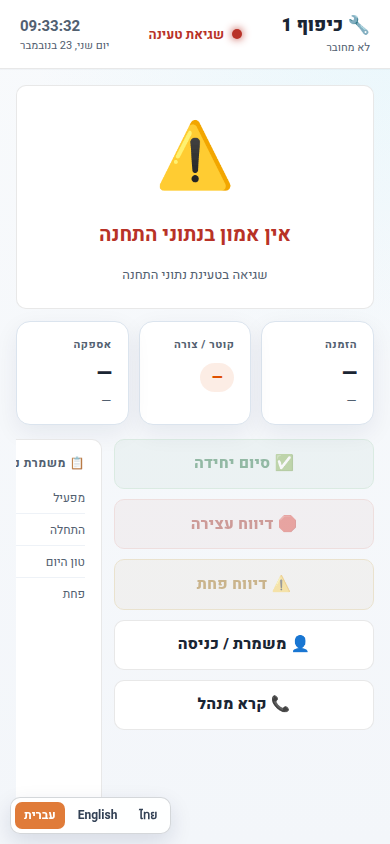 🔧 כיפוף 1
לא מחובר
שגיאת טעינה
09:33:32
יום שני, 23 בנובמבר
אין אמון בנתוני התחנה
שגיאה בטעינת נתוני התחנה
הזמנה
—
—
קוטר / צורה
—
אספקה
—
—
✅ סיום יחידה
🛑 דיווח עצירה
⚠️ דיווח פחת
👤 משמרת / כניסה
📞 קרא מנהל
📋 משמרת
מפעיל
התחלה
טון היום
פחת
עברית
English
ไทย